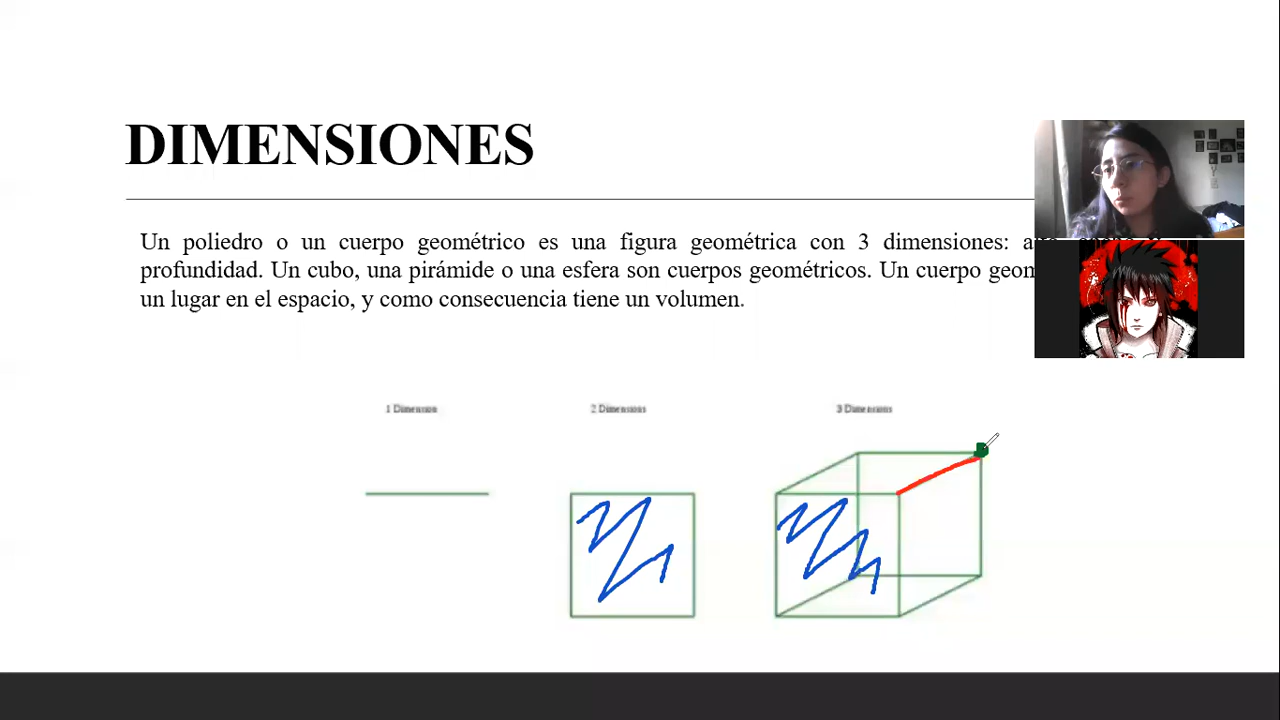 DIMENSIONES
Un poliedro o un cuerpo geométrico es una figura geométrica con 3 dimensiones:
profundidad. Un cubo, una pirámide o una esfera son cuerpos geométricos. Un cuerpo
un lugar en el espacio, y como consecuencia tiene un volumen.
1 Dimension 2 Dimensions 3 Dimensions